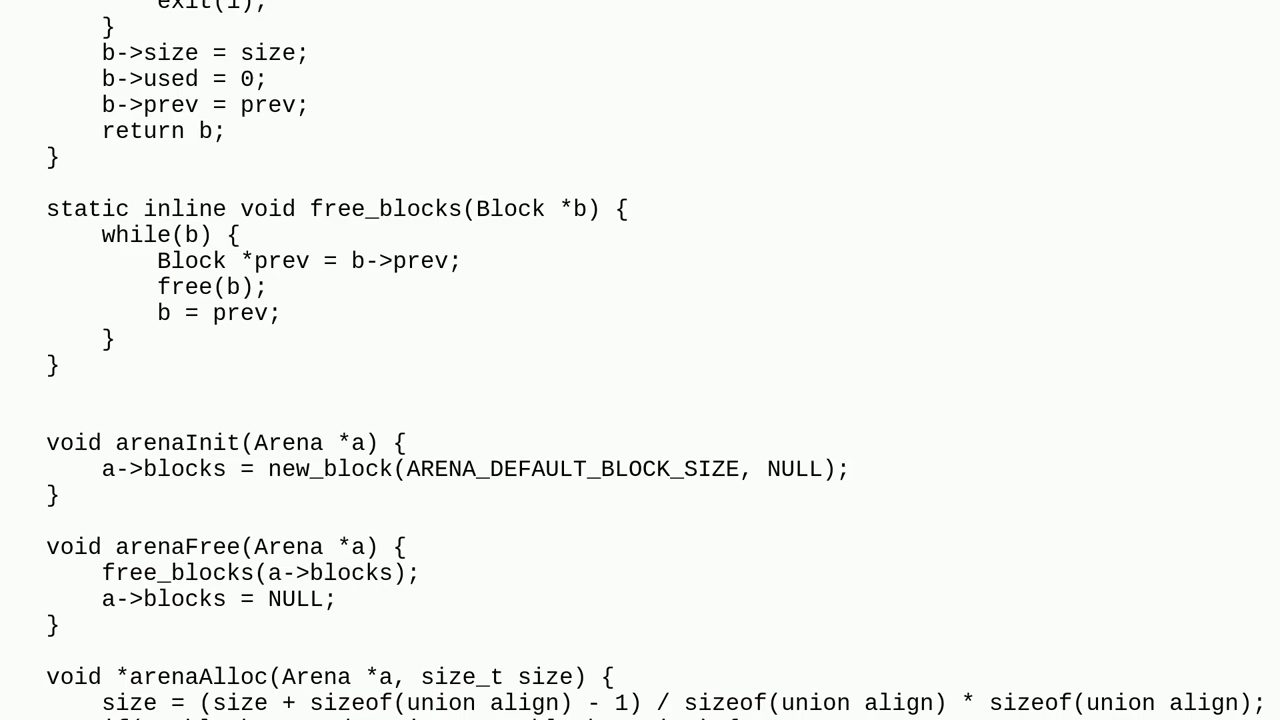 exit(1);
    }
    b->size = size;
    b->used = 0;
    b->prev = prev;
    return b;
}

static inline void free_blocks(Block *b) {
    while(b) {
        Block *prev = b->prev;
        free(b);
        b = prev;
    }
}


void arenaInit(Arena *a) {
    a->blocks = new_block(ARENA_DEFAULT_BLOCK_SIZE, NULL);
}

void arenaFree(Arena *a) {
    free_blocks(a->blocks);
    a->blocks = NULL;
}

void *arenaAlloc(Arena *a, size_t size) {
    size = (size + sizeof(union align) - 1) / sizeof(union align) * sizeof(union align);